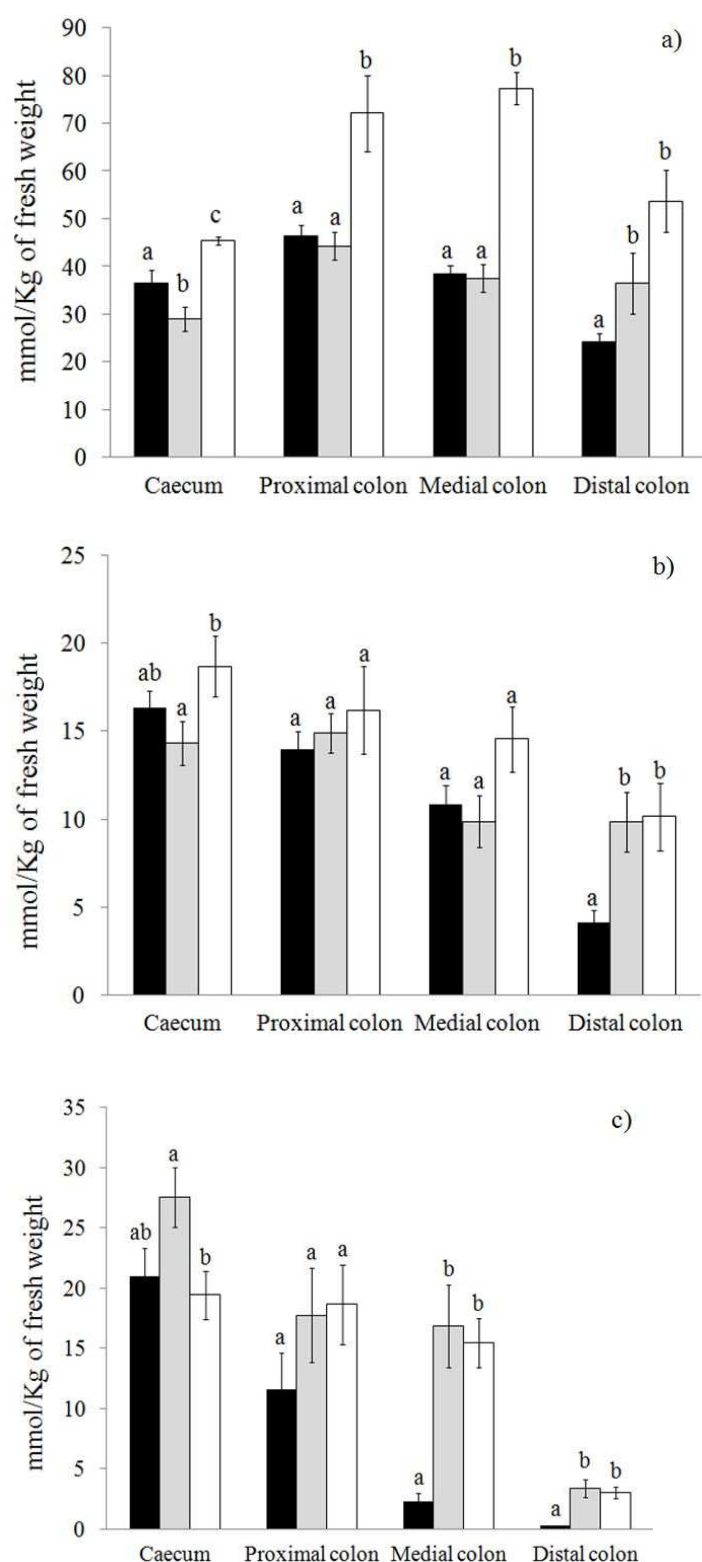 a)
mmol/Kg of fresh weight
90
80
70
60
50
40
30
20
10
0
a b c
a a b
a a b
a b b
Caecum Proximal colon Medial colon Distal colon
b)
mmol/Kg of fresh weight
25
20
15
10
5
0
ab a b
a a a
a a a
a b b
Caecum Proximal colon Medial colon Distal colon
c)
mmol/Kg of fresh weight
35
30
25
20
15
10
5
0
ab a b
a a a
a b b
a b b
Caecum Proximal colon Medial colon Distal colon